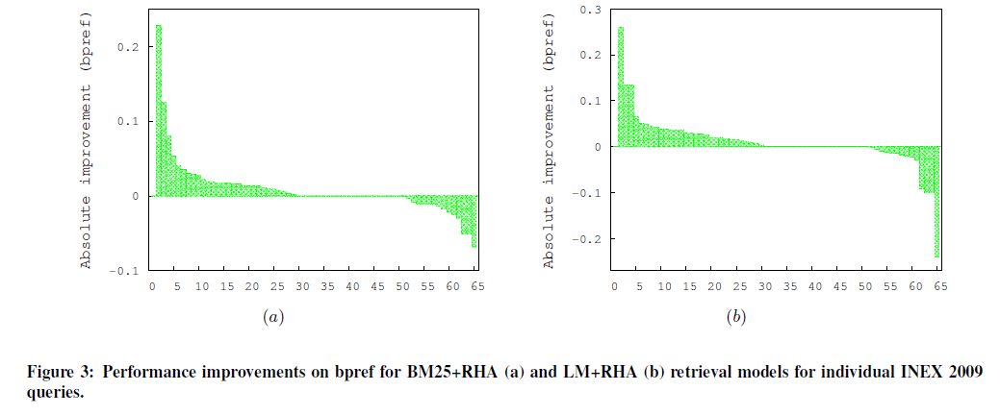 Absolute improvement (bpref)
0.2
0.1
0
-0.1
0 5 10 15 20 25 30 35 40 45 50 55 60 65
(a)
Absolute improvement (bpref)
0.3
0.2
0.1
0
-0.1
-0.2
0 5 10 15 20 25 30 35 40 45 50 55 60 65
(b)
Figure 3: Performance improvements on bpref for BM25+RHA (a) and LM+RHA (b) retrieval models for individual INEX 2009
queries.